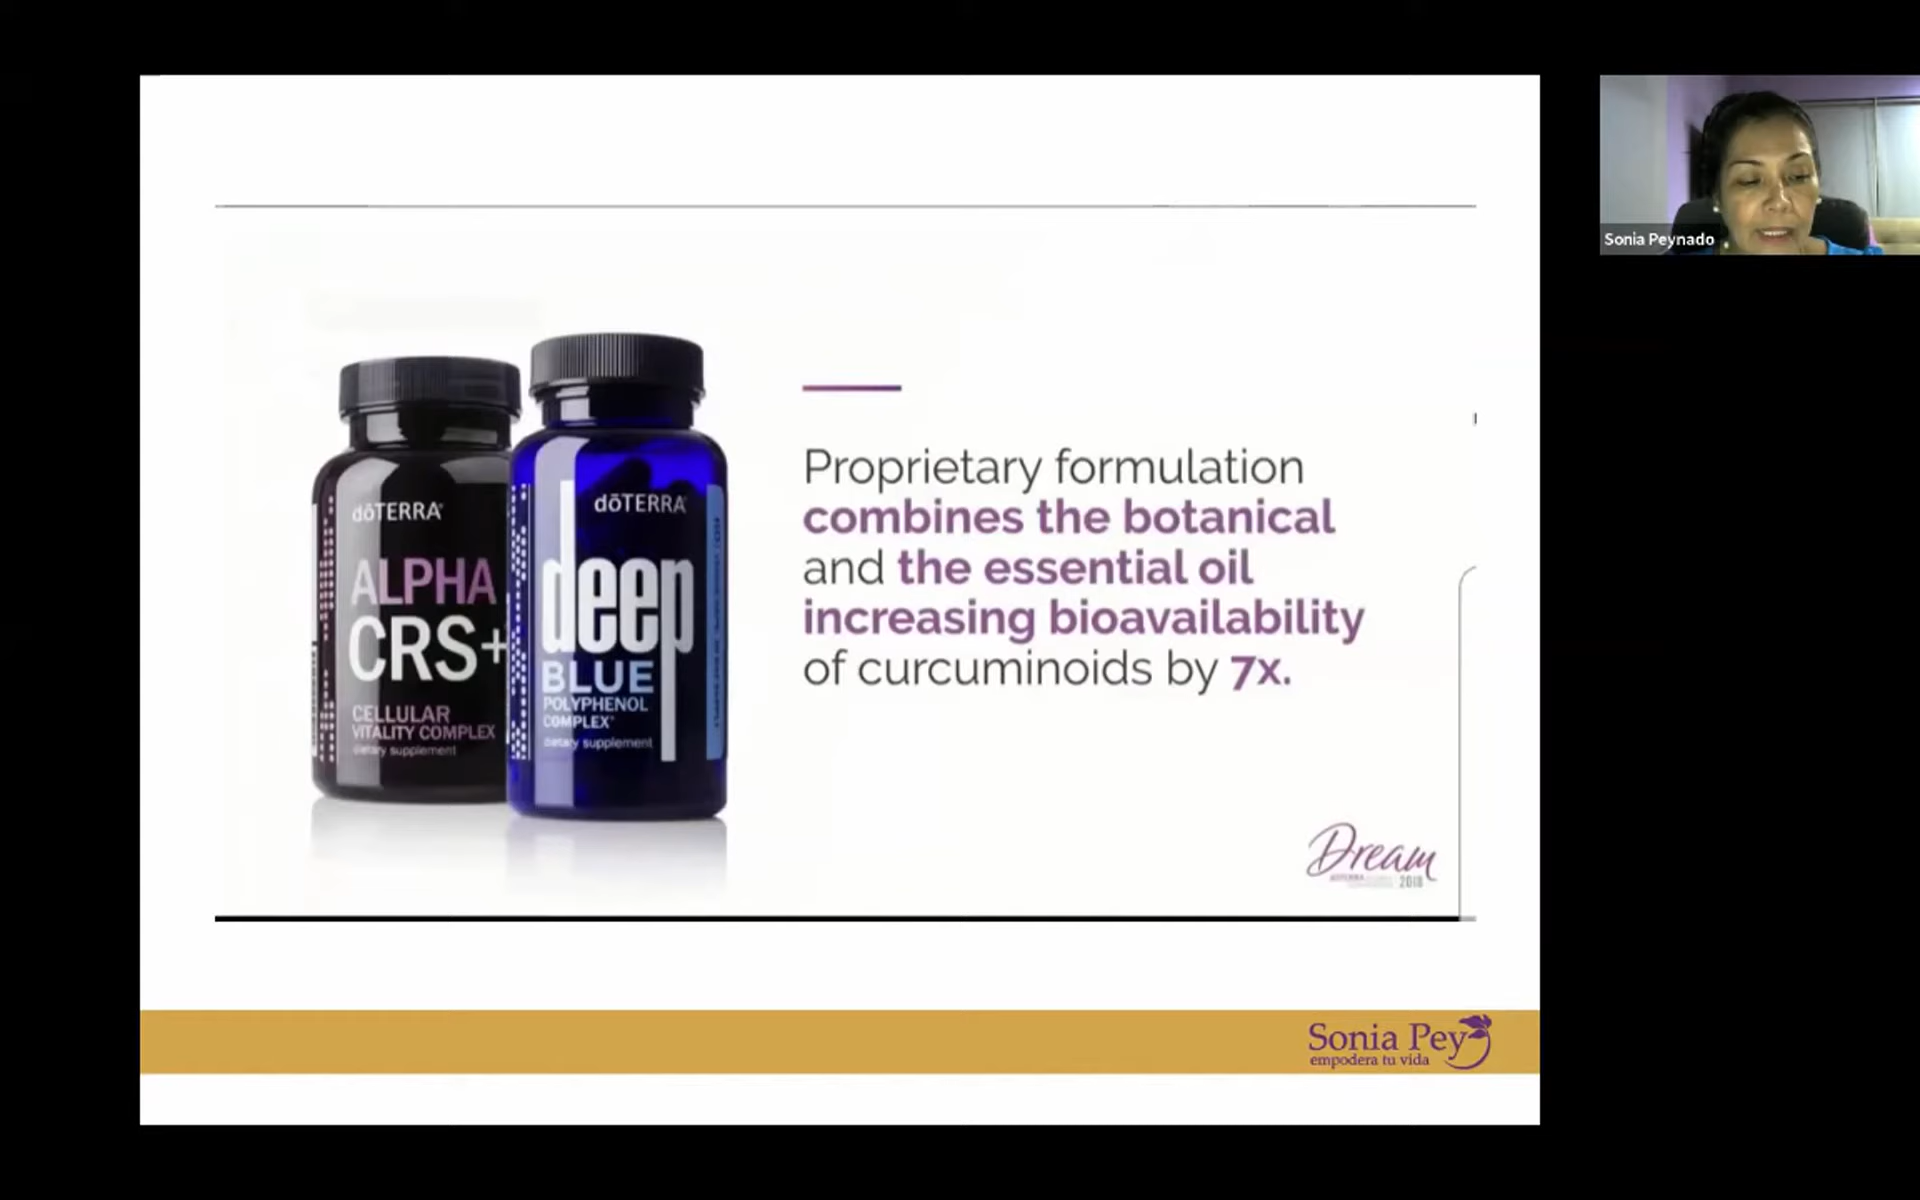 Sonia Peynado
dōTERRA
ALPHA
CRS+
CELLULAR
VITALITY COMPLEX
dietary supplement
dōTERRA
deep
BLUE
POLYPHENOL
COMPLEX
dietary supplement
Proprietary formulation
combines the botanical
and the essential oil
increasing bioavailability
of curcuminoids by 7x.
Dream
2018
Sonia Pey
empodera tu vida